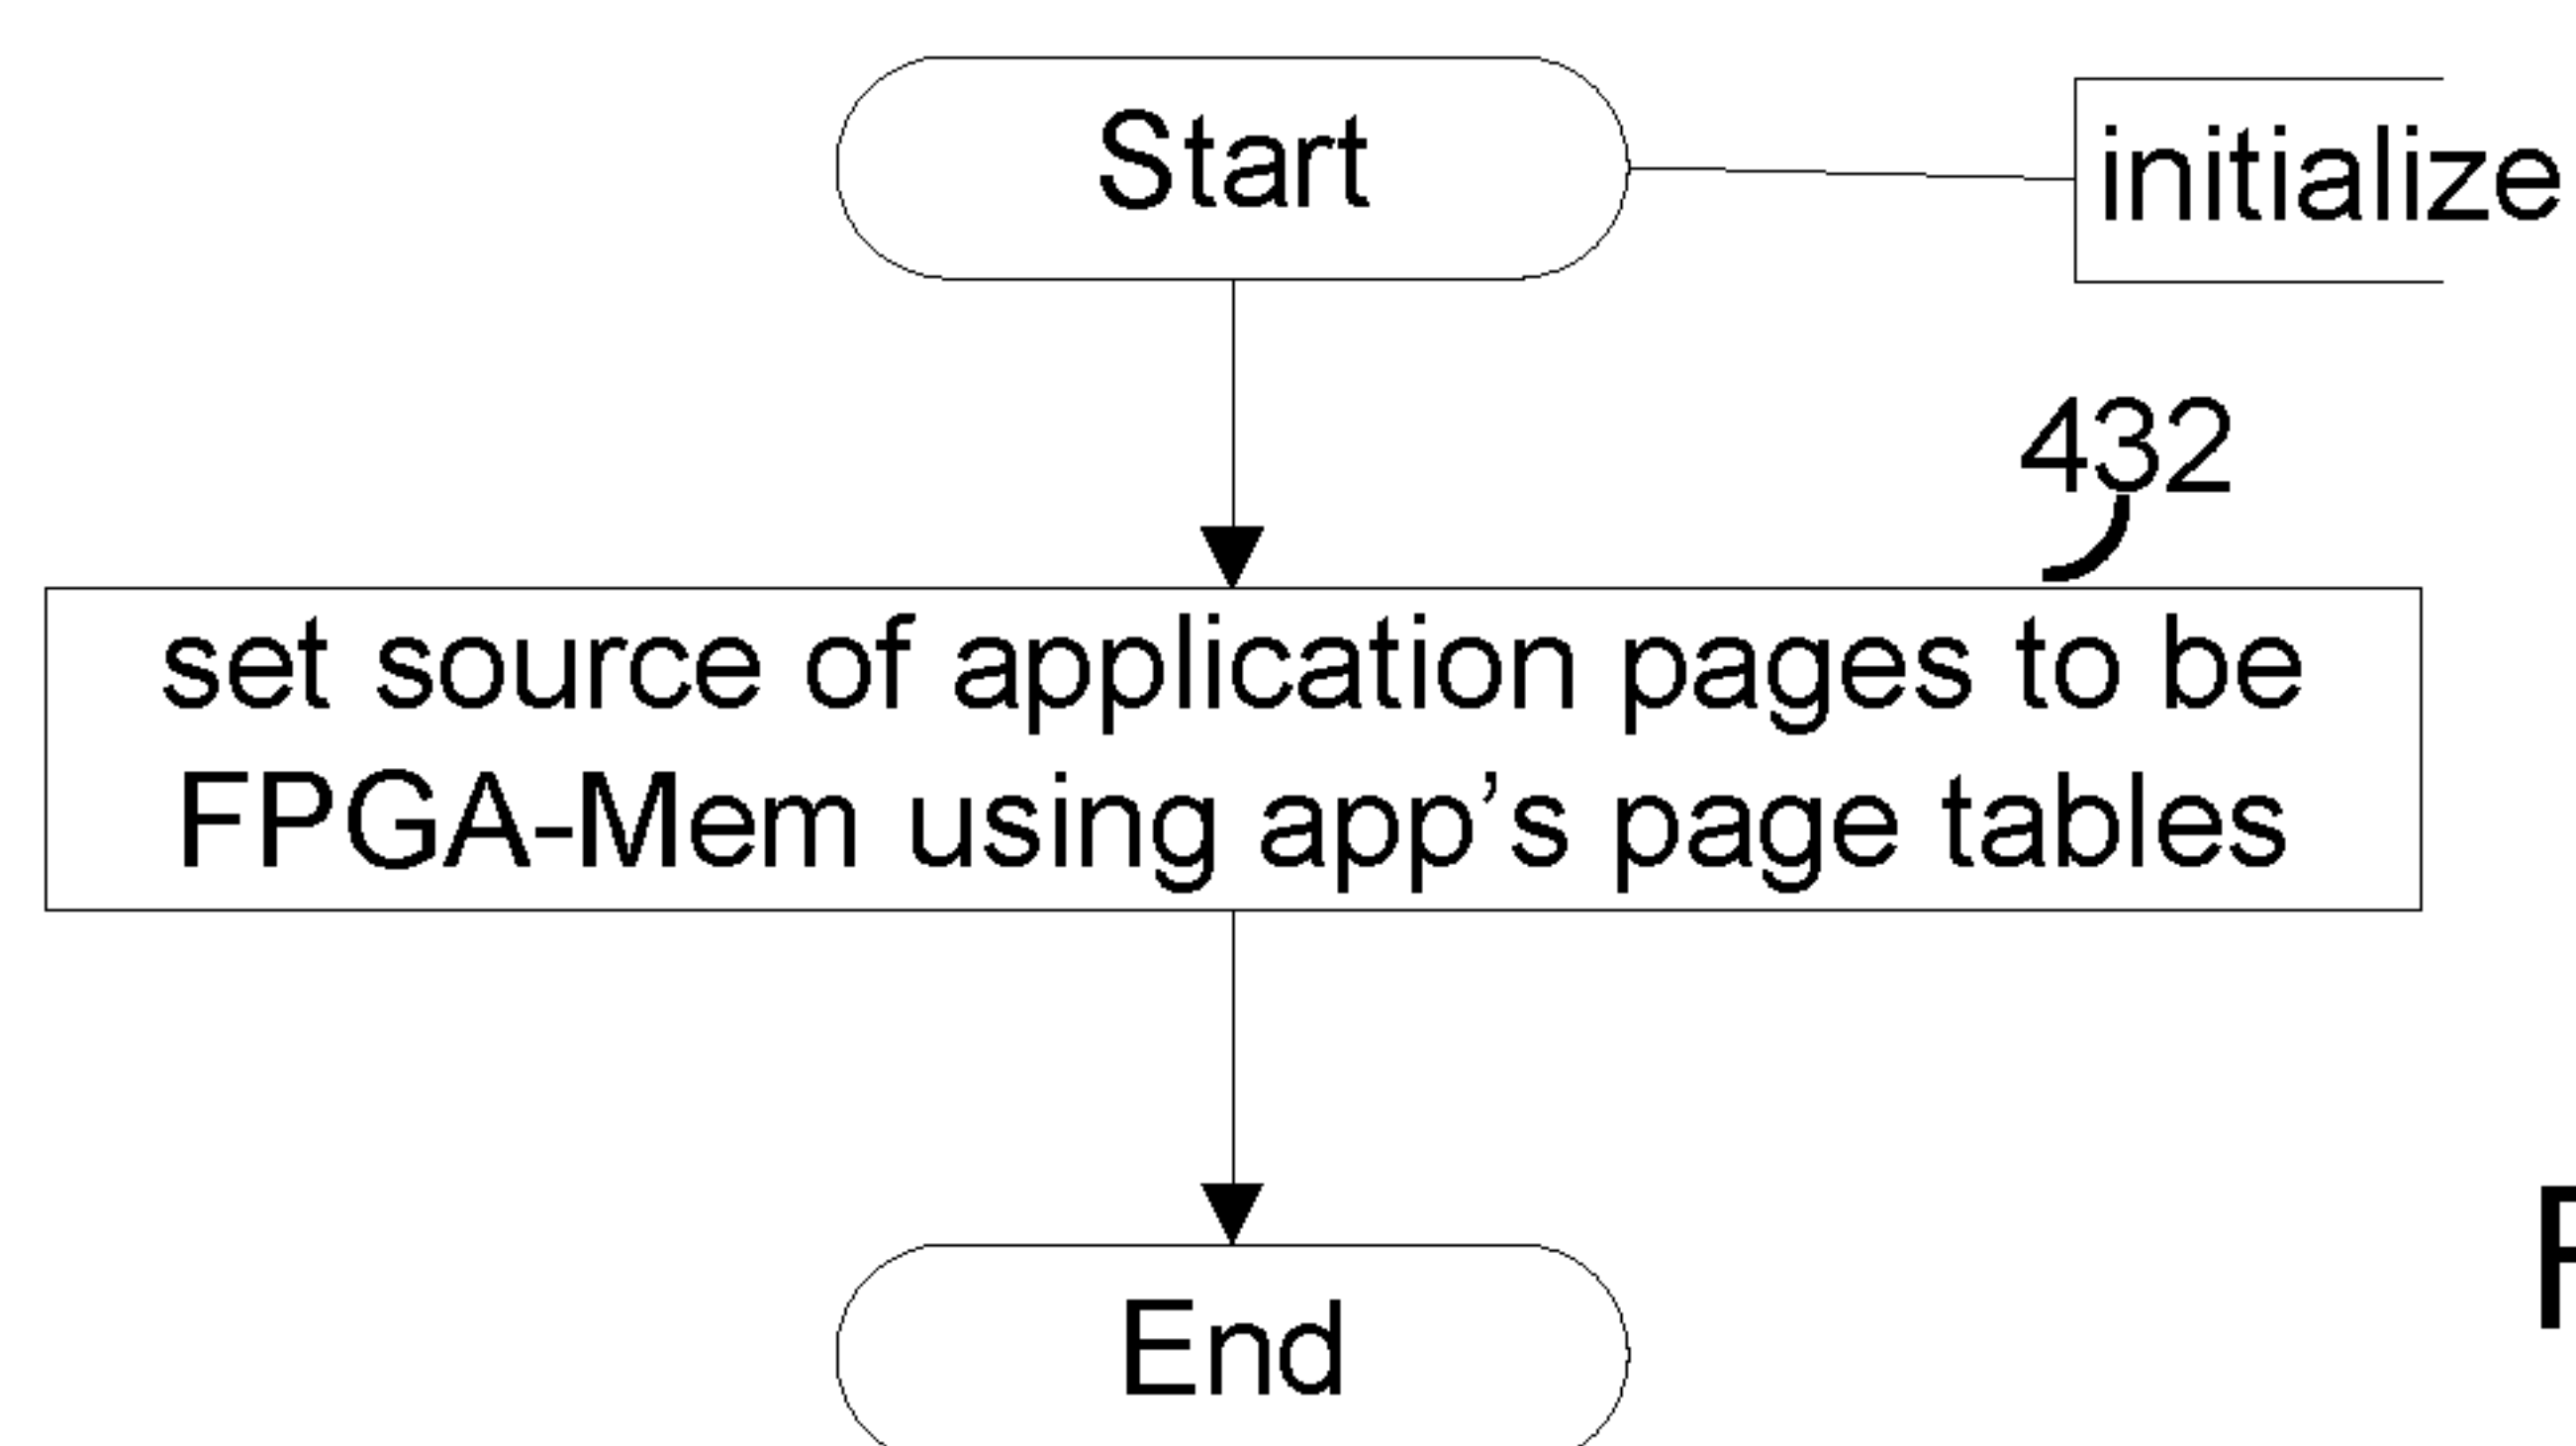 Start
initialize
432
set source of application pages to be
FPGA-Mem using app’s page tables
End